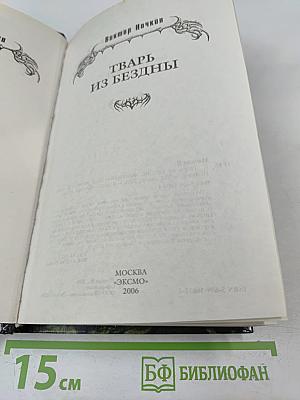 Виктор Ночкин
ТВАРЬ
ИЗ БЕЗДНЫ
МОСКВА
«ЭКСМО»
2006
15 см
БФ БИБЛИОФАН